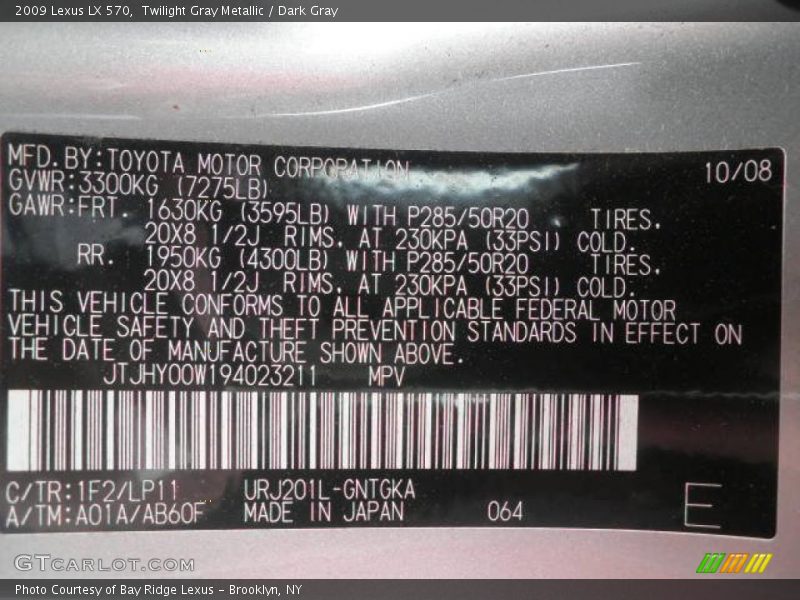 2009 Lexus LX 570,  Twilight Gray Metallic / Dark Gray
MFD.BY:TOYOTA MOTOR CORPORATION 10/08
GVWR:3300KG (7275LB)
GAWR:FRT. 1630KG (3595LB) WITH P285/50R20 TIRES.
20X8 1/2J RIMS. AT 230KPA (33PSI) COLD.
RR. 1950KG (4300LB) WITH P285/50R20 TIRES.
20X8 1/2J RIMS. AT 230KPA (33PSI) COLD.
THIS VEHICLE CONFORMS TO ALL APPLICABLE FEDERAL MOTOR
VEHICLE SAFETY AND THEFT PREVENTION STANDARDS IN EFFECT ON
THE DATE OF MANUFACTURE SHOWN ABOVE.
JTJHY00W194023211 MPV
C/TR:1F2/LP11 URJ201L-GNTGKA
A/TM:A01A/AB60F MADE IN JAPAN 064 E
GTCARLOT.COM
Photo Courtesy of Bay Ridge Lexus - Brooklyn, NY